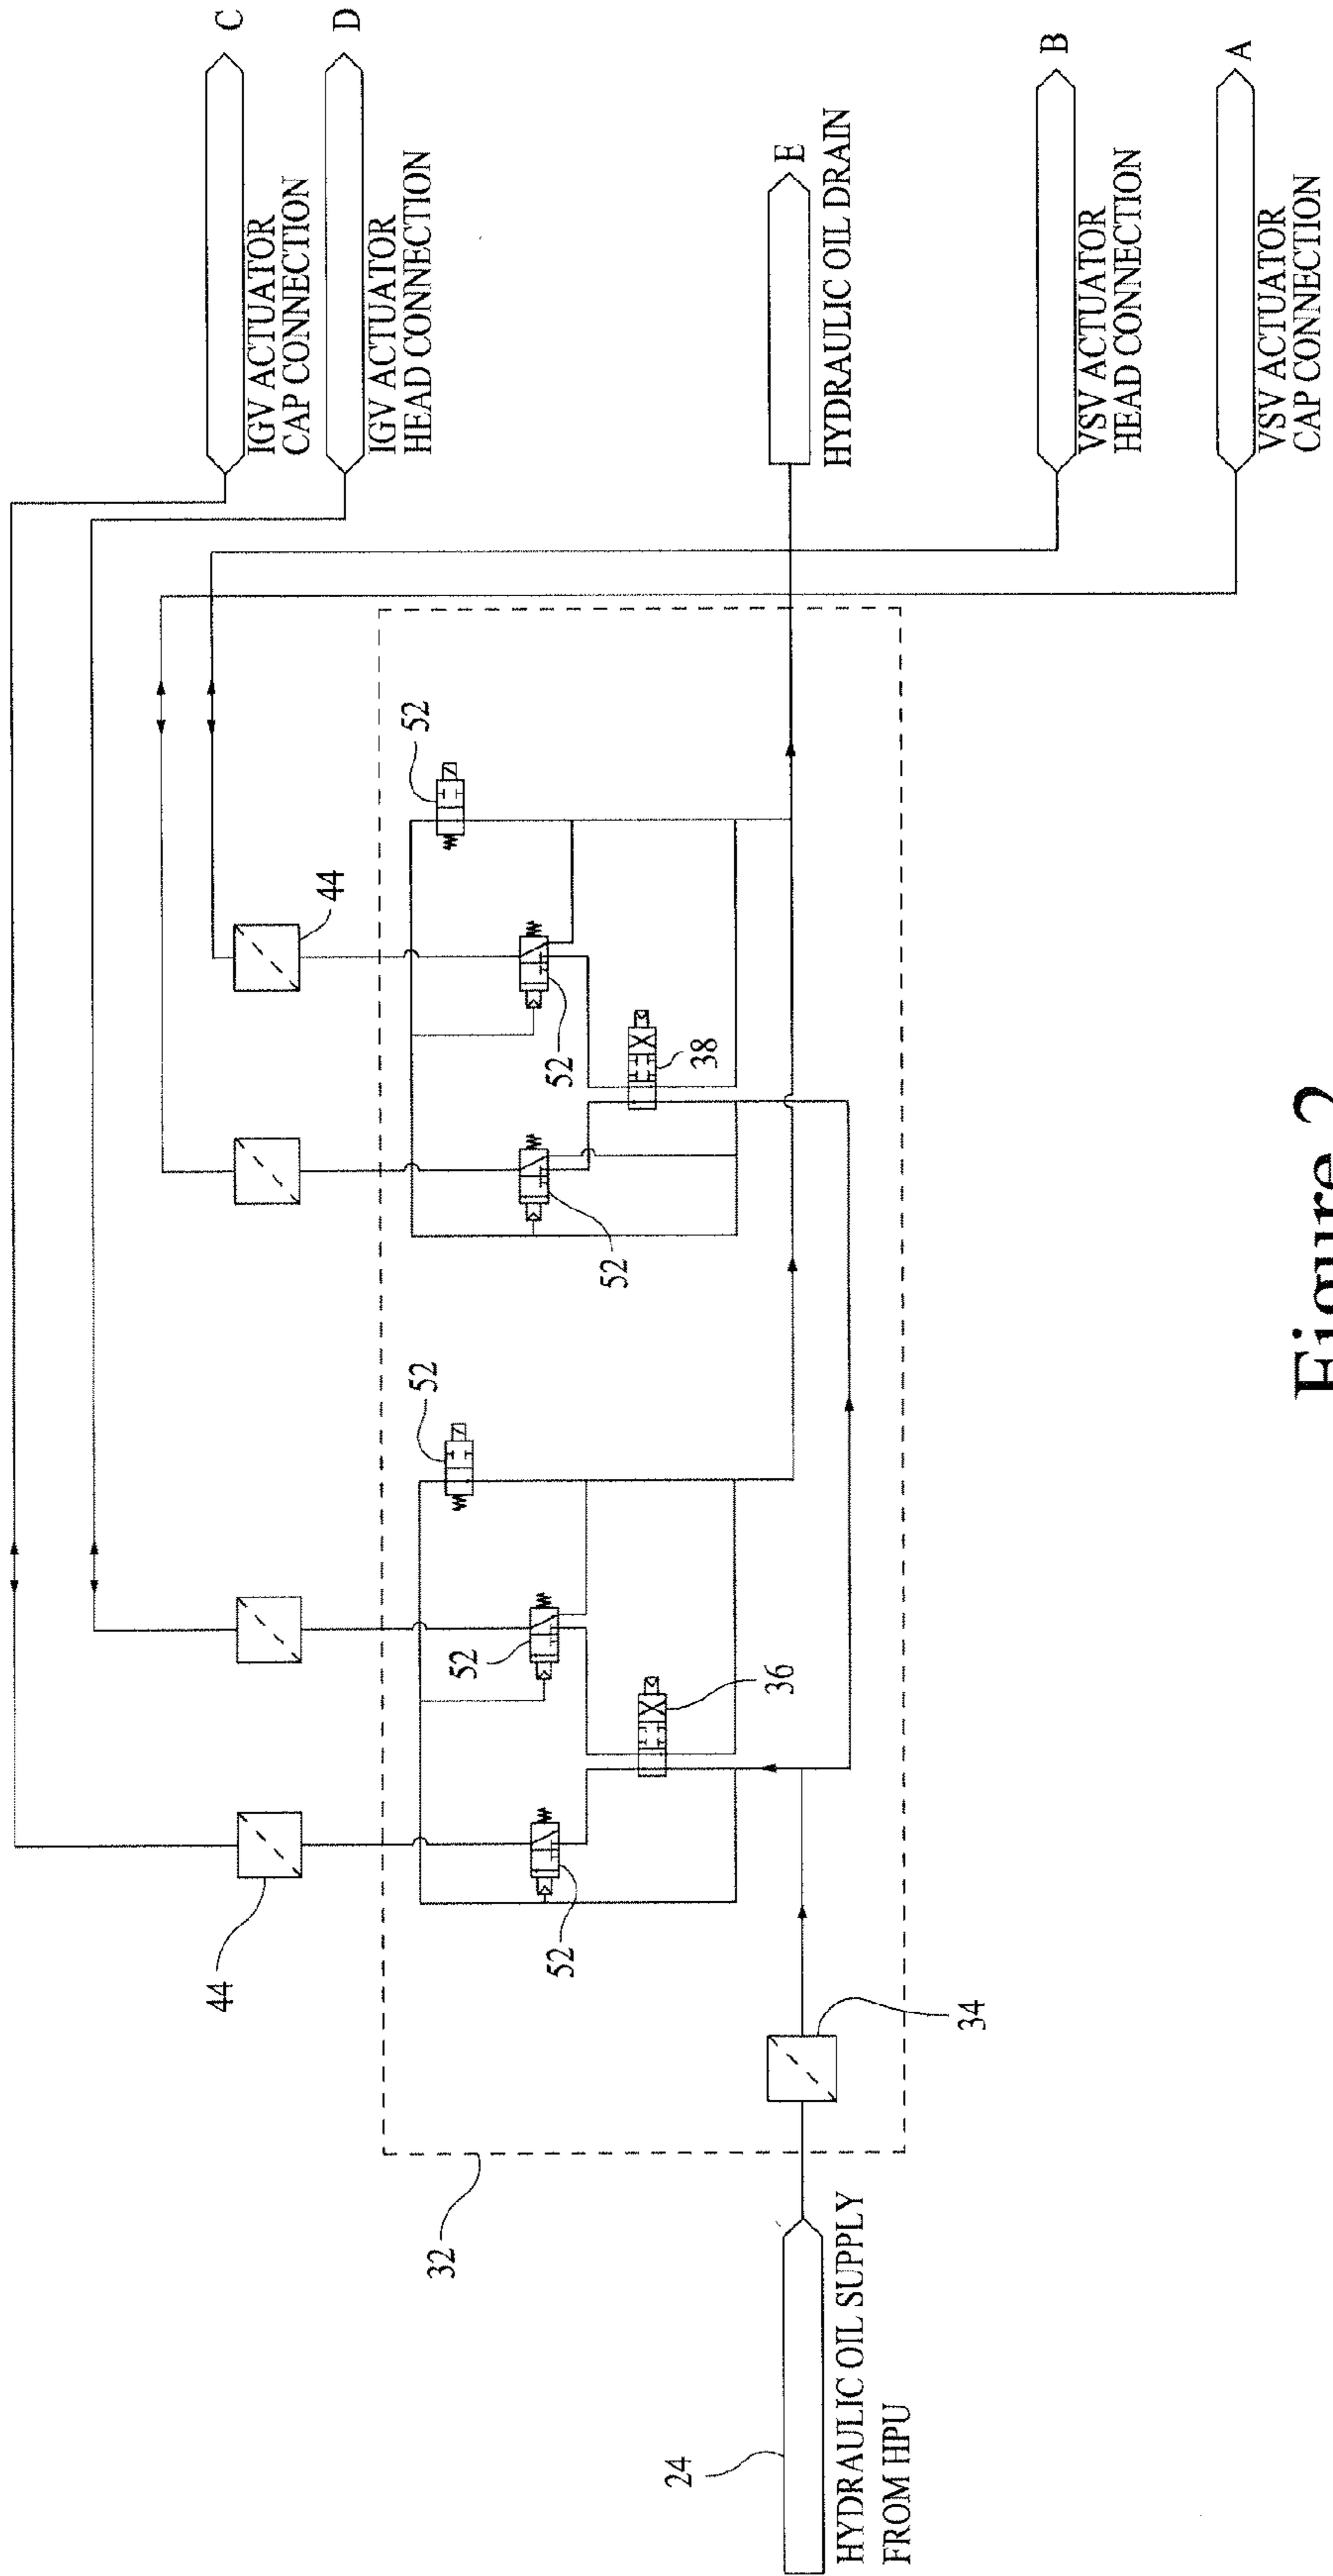 C
IGV ACTUATOR
CAP CONNECTION
D
IGV ACTUATOR
HEAD CONNECTION
E
HYDRAULIC OIL DRAIN
B
VSV ACTUATOR
HEAD CONNECTION
A
VSV ACTUATOR
CAP CONNECTION
44
44
52
52
52
52
52
52
38
36
34
32
24
HYDRAULIC OIL SUPPLY
FROM HPU
Figure 2